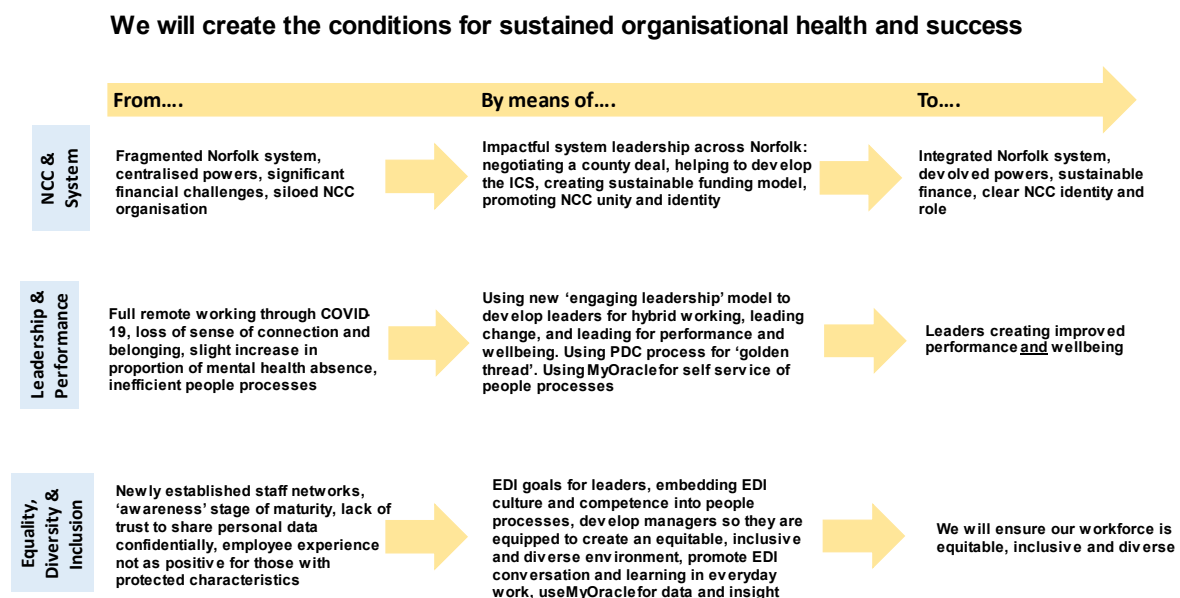 We will create the conditions for sustained organisational health and success
From.... By means of.... To....
NCC &
System
Fragmented Norfolk system,
centralised powers, significant
financial challenges, siloed NCC
organisation
Impactful system leadership across Norfolk:
negotiating a county deal, helping to develop
the ICS, creating sustainable funding model,
promoting NCC unity and identity
Integrated Norfolk system,
devolved powers, sustainable
finance, clear NCC identity and
role
Leadership &
Performance
Full remote working through COVID-
19, loss of sense of connection and
belonging, slight increase in
proportion of mental health absence,
inefficient people processes
Using new ‘engaging leadership’ model to
develop leaders for hybrid working, leading
change, and leading for performance and
wellbeing. Using PDC process for ‘golden
thread’. Using MyOracle for self service of
people processes
Leaders creating improved
performance and wellbeing
Equality,
Diversity &
Inclusion
Newly established staff networks,
‘awareness’ stage of maturity, lack of
trust to share personal data
confidentially, employee experience
not as positive for those with
protected characteristics
EDI goals for leaders, embedding EDI
culture and competence into people
processes, develop managers so they are
equipped to create an equitable, inclusive
and diverse environment, promote EDI
conversation and learning in everyday
work, use MyOracle for data and insight
We will ensure our workforce is
equitable, inclusive and diverse